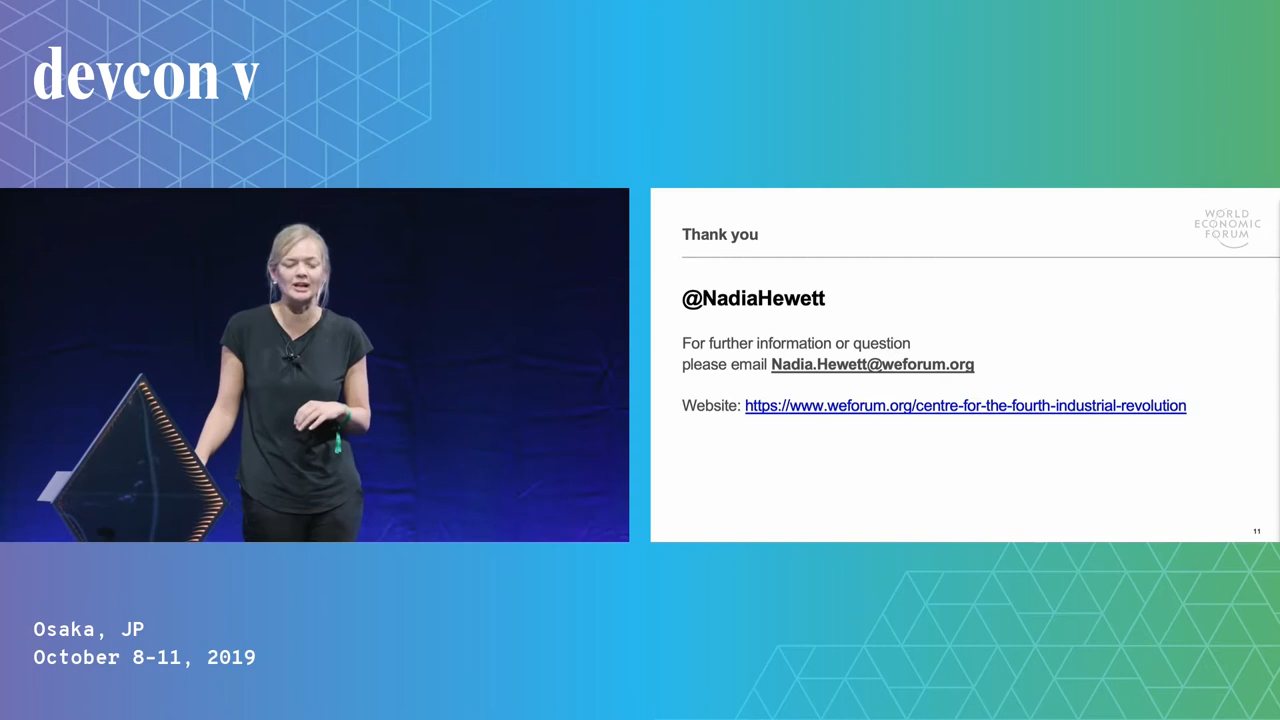 devcon v
WORLD
ECONOMIC
FORUM
Thank you
@NadiaHewett
For further information or question
please email Nadia.Hewett@weforum.org
Website: https://www.weforum.org/centre-for-the-fourth-industrial-revolution
11
Osaka, JP
October 8-11, 2019